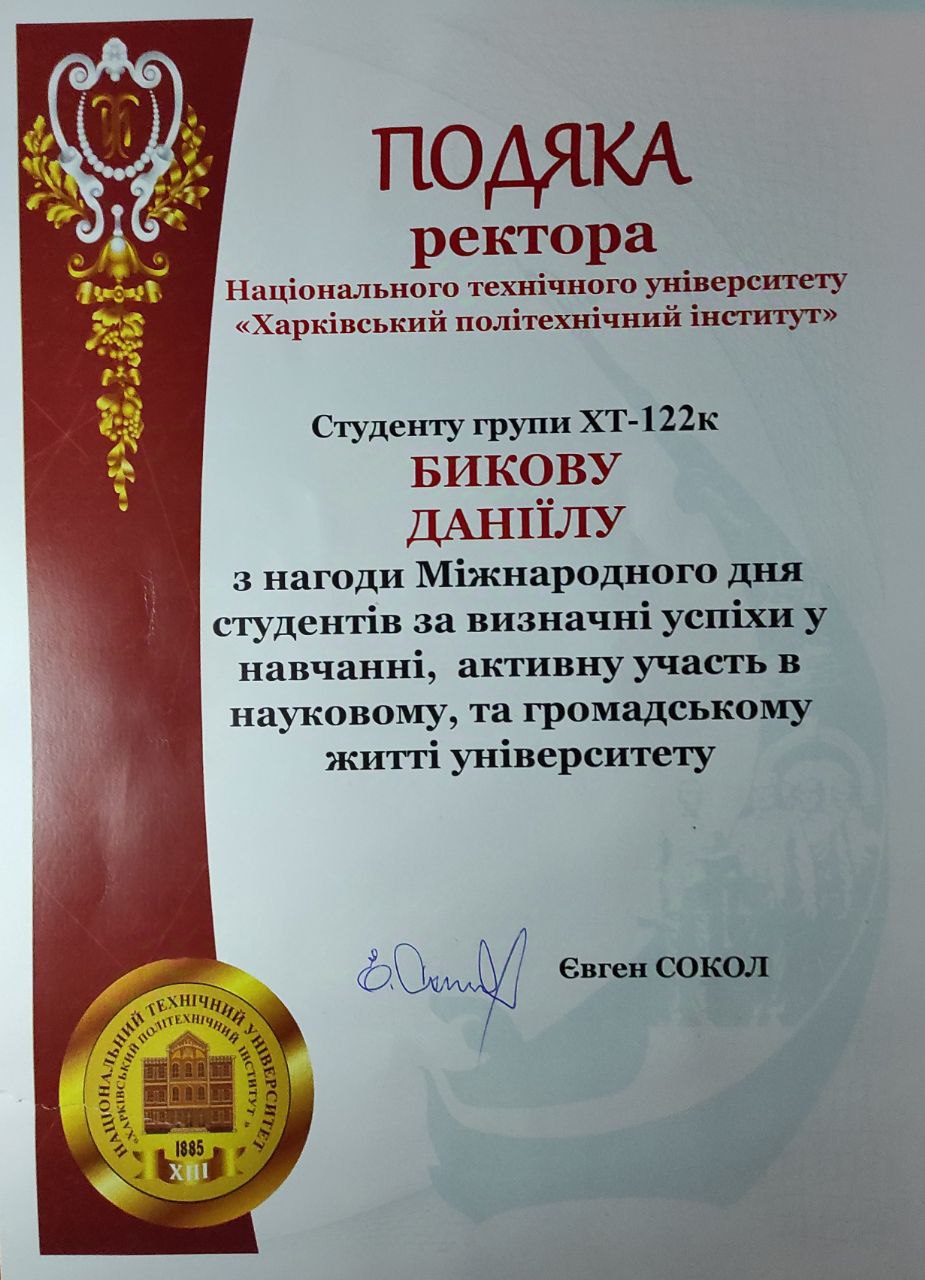 ПОДЯКА
ректора
Національного технічного університету
«Харківський політехнічний інститут»
Студенту групи ХТ-122к
БИКОВУ
ДАНІЇЛУ
з нагоди Міжнародного дня
студентів за визначні успіхи у
навчанні, активну участь в
науковому, та громадському
житті університету
Євген СОКОЛ
НАЦІОНАЛЬНИЙ ТЕХНІЧНИЙ УНІВЕРСИТЕТ
«ХАРКІВСЬКИЙ ПОЛІТЕХНІЧНИЙ ІНСТИТУТ»
1885
ХПІ